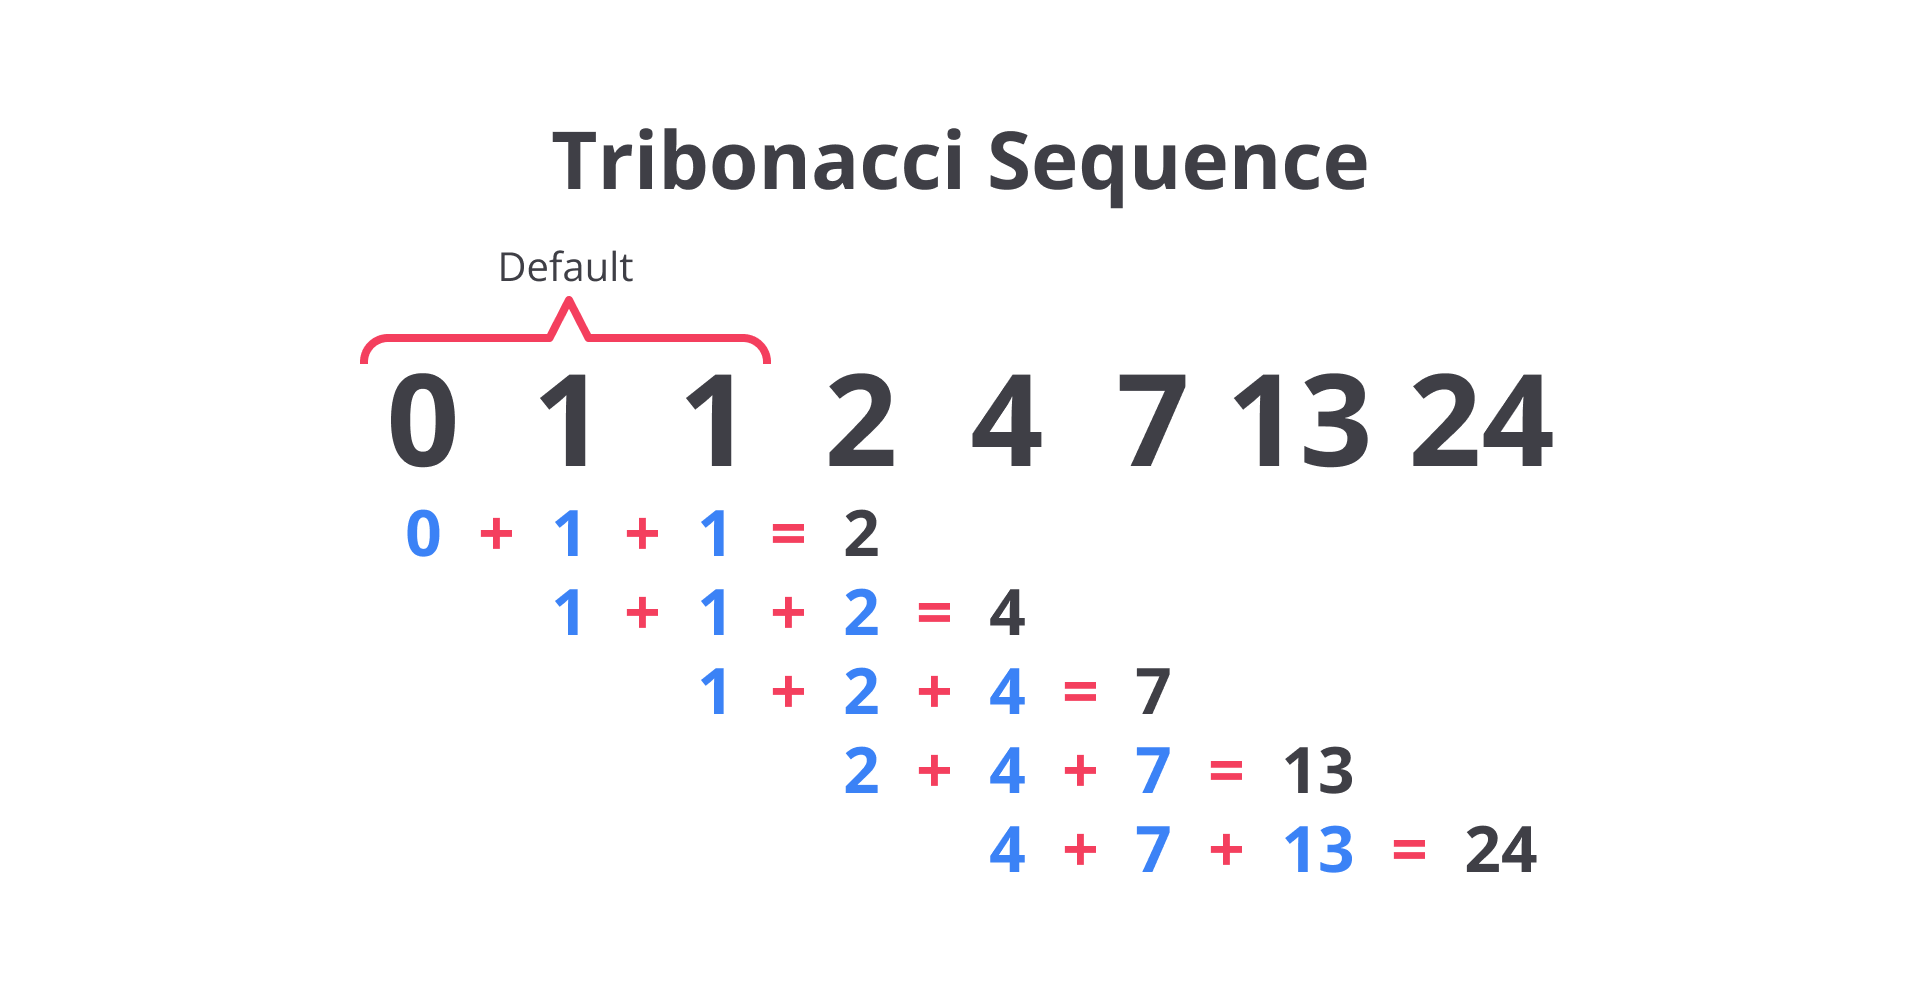 Tribonacci Sequence
Default
0 1 1 2 4 7 13 24
0 + 1 + 1 = 2
1 + 1 + 2 = 4
1 + 2 + 4 = 7
2 + 4 + 7 = 13
4 + 7 + 13 = 24